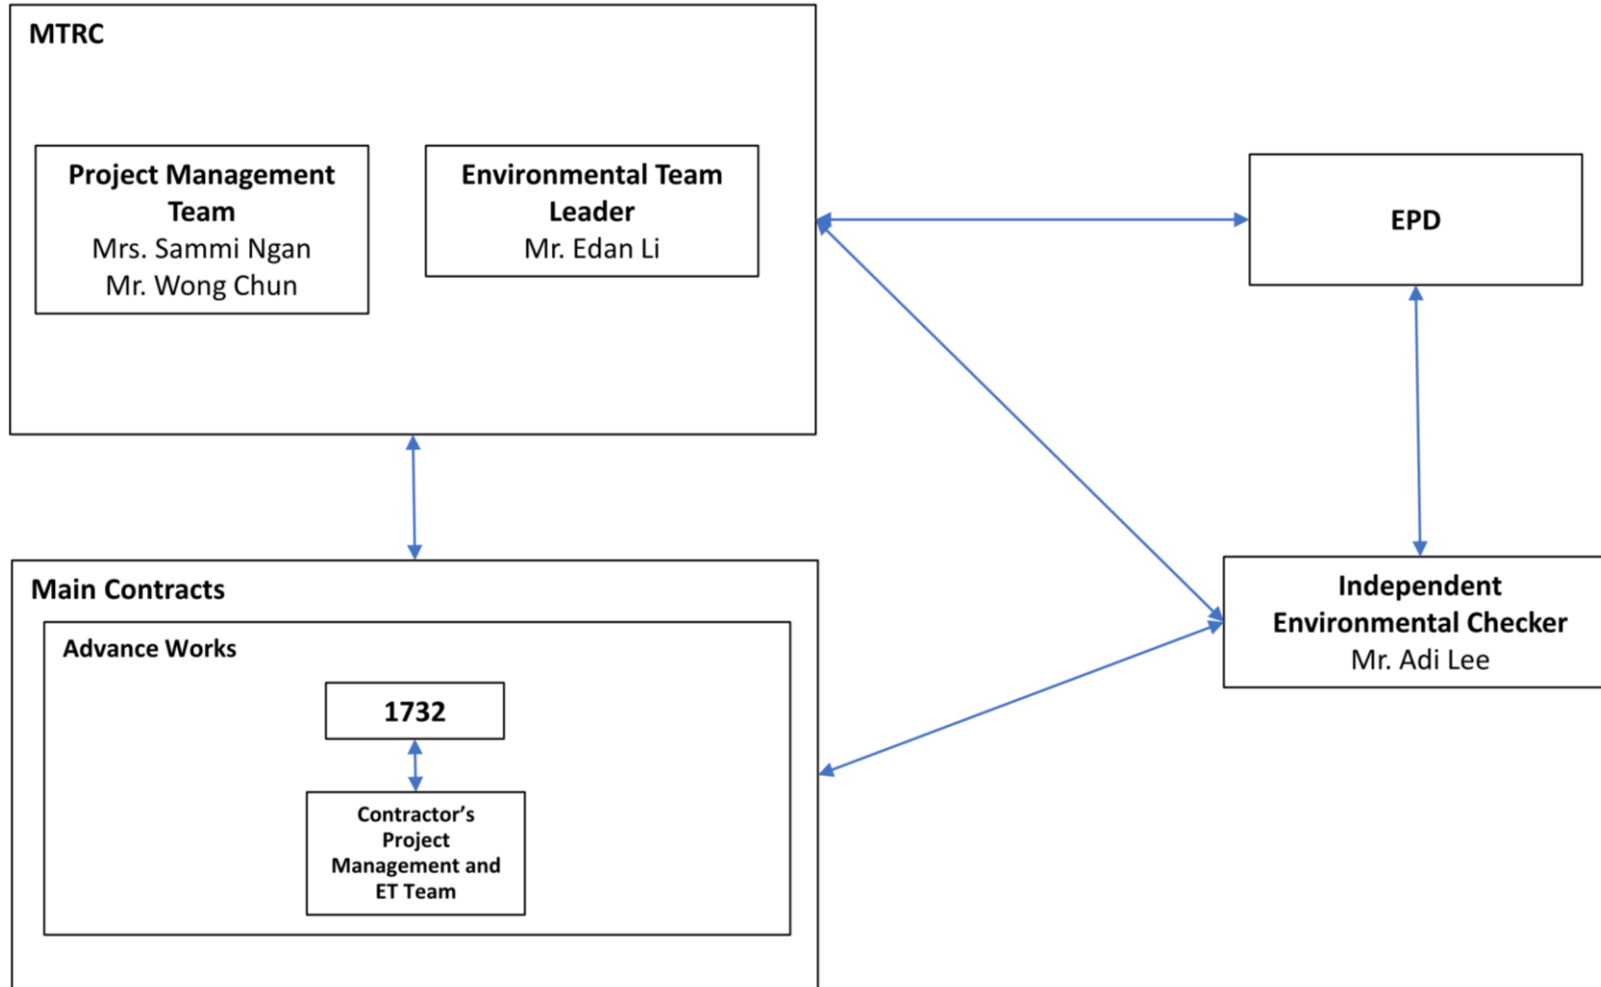 MTRC
Project Management
Team
Mrs. Sammi Ngan
Mr. Wong Chun
Environmental Team
Leader
Mr. Edan Li
EPD
Independent
Environmental Checker
Mr. Adi Lee
Main Contracts
Advance Works
1732
Contractor’s
Project
Management and
ET Team